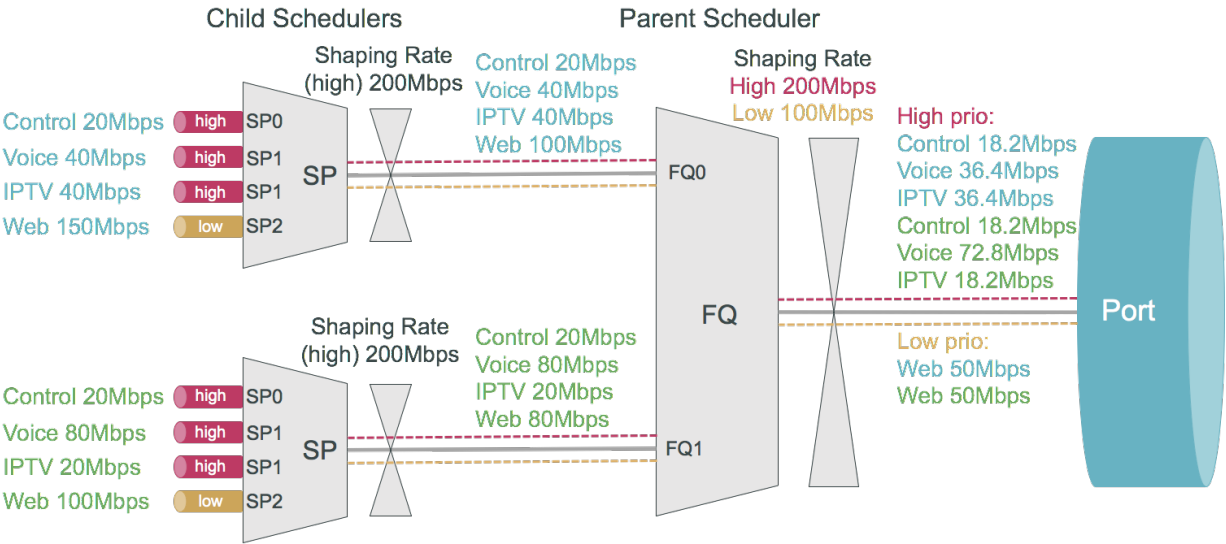 Child Schedulers
Parent Scheduler
Shaping Rate
(high) 200Mbps
Control 20Mbps
Voice 40Mbps
IPTV 40Mbps
Web 150Mbps
high
high
high
low
SP0
SP1
SP1
SP2
SP
Control 20Mbps
Voice 40Mbps
IPTV 40Mbps
Web 100Mbps
Shaping Rate
(high) 200Mbps
Control 20Mbps
Voice 80Mbps
IPTV 20Mbps
Web 100Mbps
high
high
high
low
SP0
SP1
SP1
SP2
SP
Control 20Mbps
Voice 80Mbps
IPTV 20Mbps
Web 80Mbps
FQ0
FQ
FQ1
Shaping Rate
High 200Mbps
Low 100Mbps
High prio:
Control 18.2Mbps
Voice 36.4Mbps
IPTV 36.4Mbps
Control 18.2Mbps
Voice 72.8Mbps
IPTV 18.2Mbps
Low prio:
Web 50Mbps
Web 50Mbps
Port